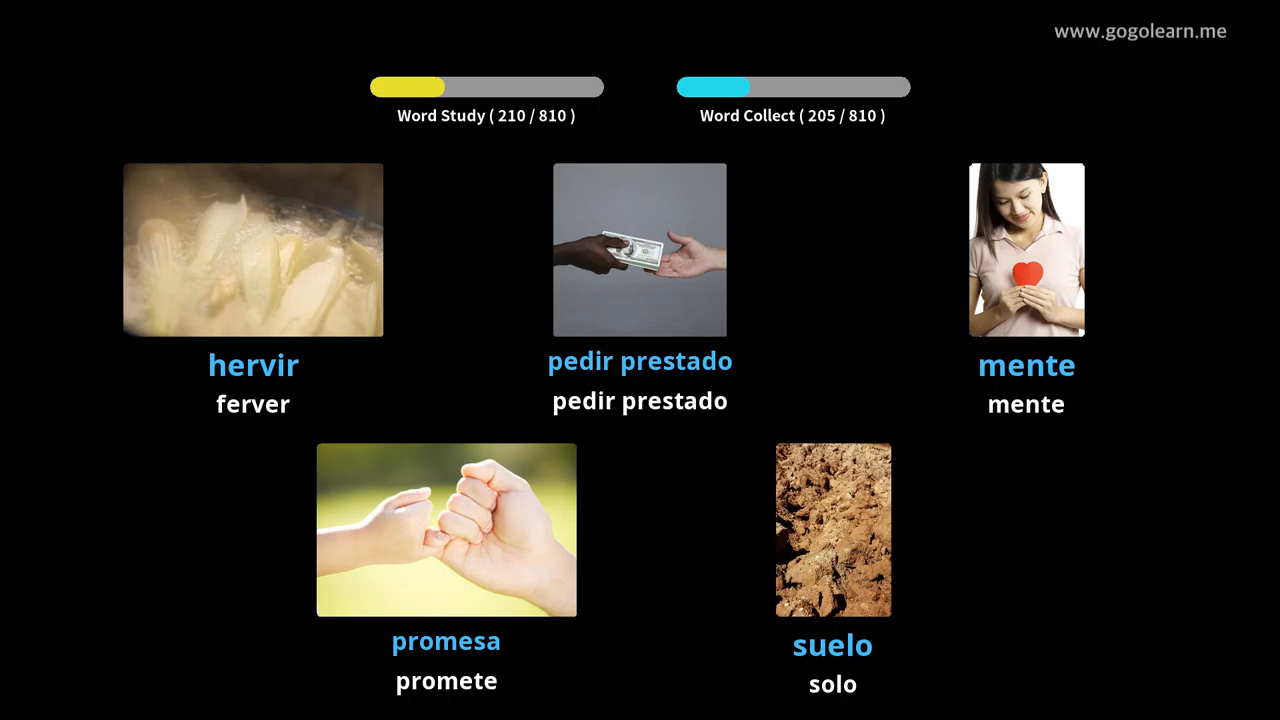 www.gogolearn.me
Word Study ( 210 / 810 )
Word Collect ( 205 / 810 )
hervir
ferver
pedir prestado
pedir prestado
mente
mente
promesa
promete
suelo
solo